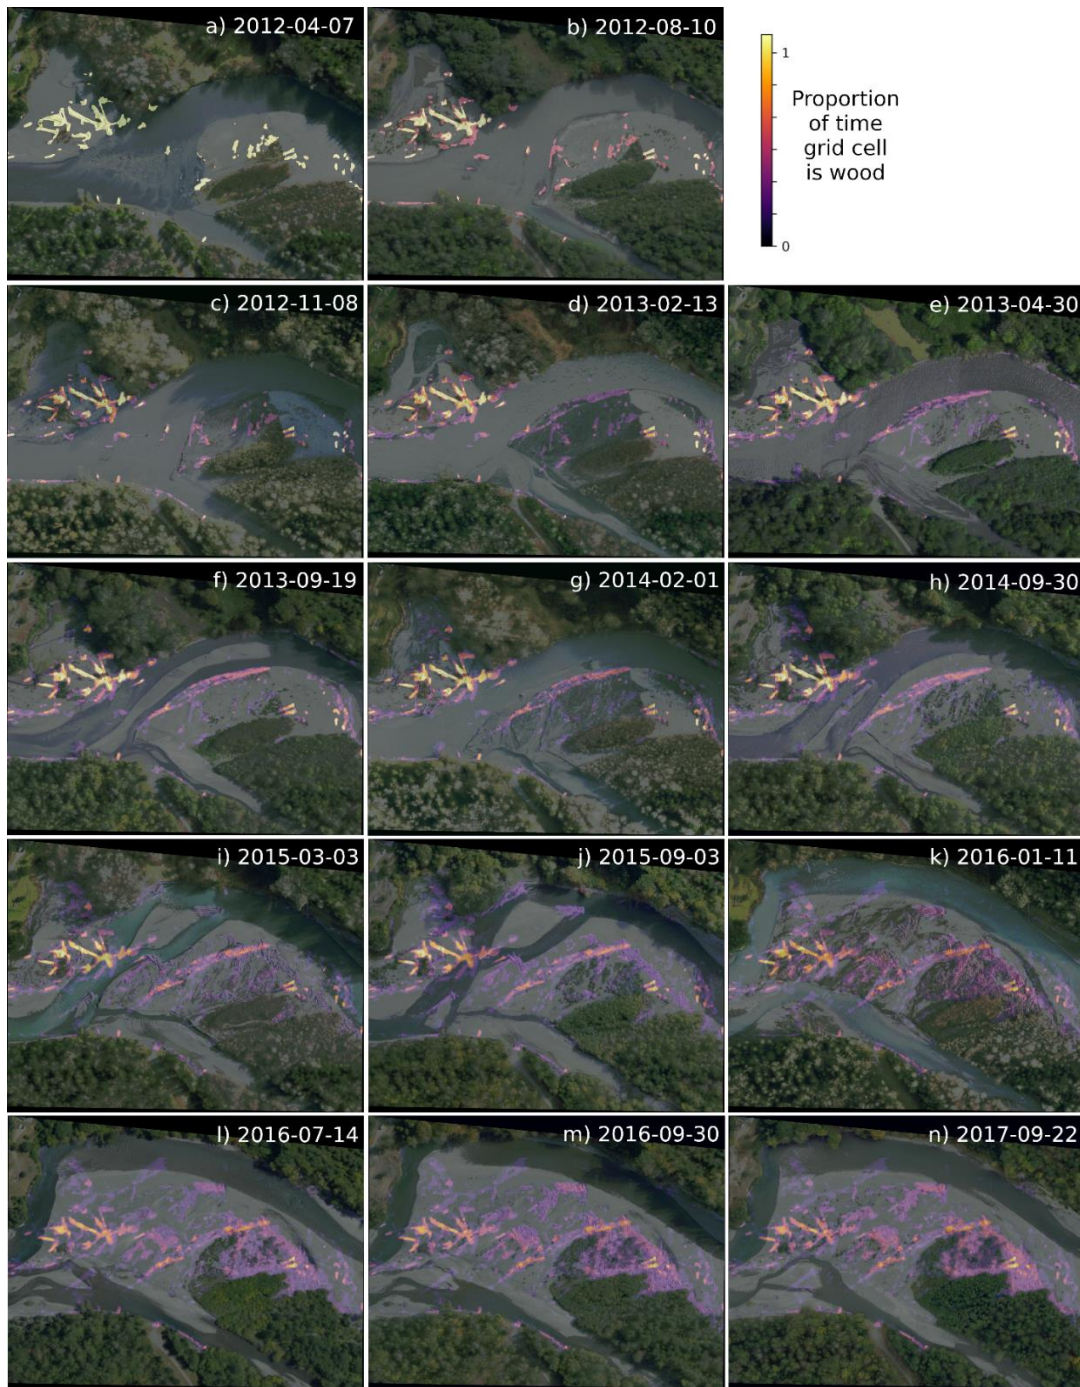 a) 2012-04-07
b) 2012-08-10
1
Proportion
of time
grid cell
is wood
0
c) 2012-11-08
d) 2013-02-13
e) 2013-04-30
f) 2013-09-19
g) 2014-02-01
h) 2014-09-30
i) 2015-03-03
j) 2015-09-03
k) 2016-01-11
l) 2016-07-14
m) 2016-09-30
n) 2017-09-22